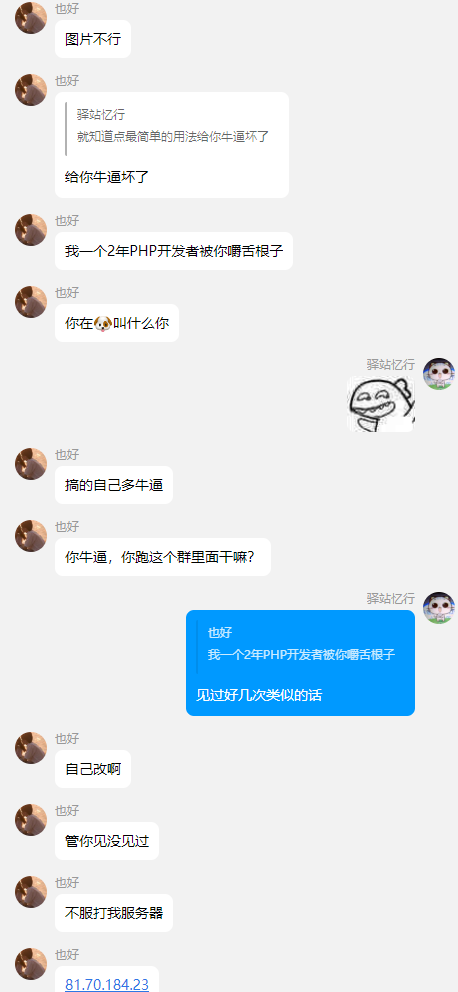 也好
图片不行
也好
驿站忆行
就知道点最简单的用法给你牛逼坏了
给你牛逼坏了
也好
我一个2年PHP开发者被你嚼舌根子
也好
你在🐶叫什么你
驿站忆行
也好
搞的自己多牛逼
也好
你牛逼，你跑这个群里面干嘛？
驿站忆行
也好
我一个2年PHP开发者被你嚼舌根子
见过好几次类似的话
也好
自己改啊
也好
管你见没见过
也好
不服打我服务器
也好
81.70.184.23